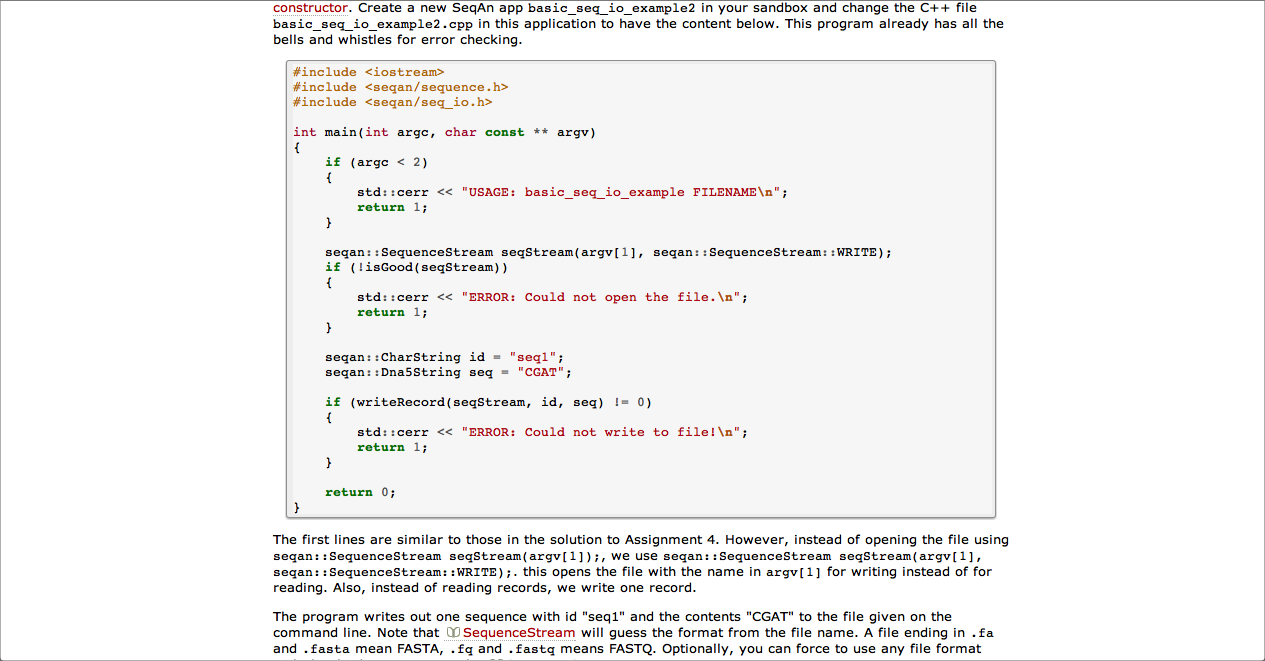 constructor. Create a new SeqAn app basic_seq_io_example2 in your sandbox and change the C++ file
basic_seq_io_example2.cpp in this application to have the content below. This program already has all the
bells and whistles for error checking.
#include <iostream>
#include <seqan/sequence.h>
#include <seqan/seq_io.h>
int main(int argc, char const ** argv)
{
    if (argc < 2)
    {
        std::cerr << "USAGE: basic_seq_io_example FILENAME\n";
        return 1;
    }
    seqan::SequenceStream seqStream(argv[1], seqan::SequenceStream::WRITE);
    if (!isGood(seqStream))
    {
        std::cerr << "ERROR: Could not open the file.\n";
        return 1;
    }
    seqan::CharString id = "seq1";
    seqan::Dna5String seq = "CGAT";
    if (writeRecord(seqStream, id, seq) != 0)
    {
        std::cerr << "ERROR: Could not write to file!\n";
        return 1;
    }
    return 0;
}
The first lines are similar to those in the solution to Assignment 4. However, instead of opening the file using
seqan::SequenceStream seqStream(argv[1]);, we use seqan::SequenceStream seqStream(argv[1],
seqan::SequenceStream::WRITE);. this opens the file with the name in argv[1] for writing instead of for
reading. Also, instead of reading records, we write one record.
The program writes out one sequence with id "seq1" and the contents "CGAT" to the file given on the
command line. Note that SequenceStream will guess the format from the file name. A file ending in .fa
and .fasta mean FASTA, .fq and .fastq means FASTQ. Optionally, you can force to use any file format